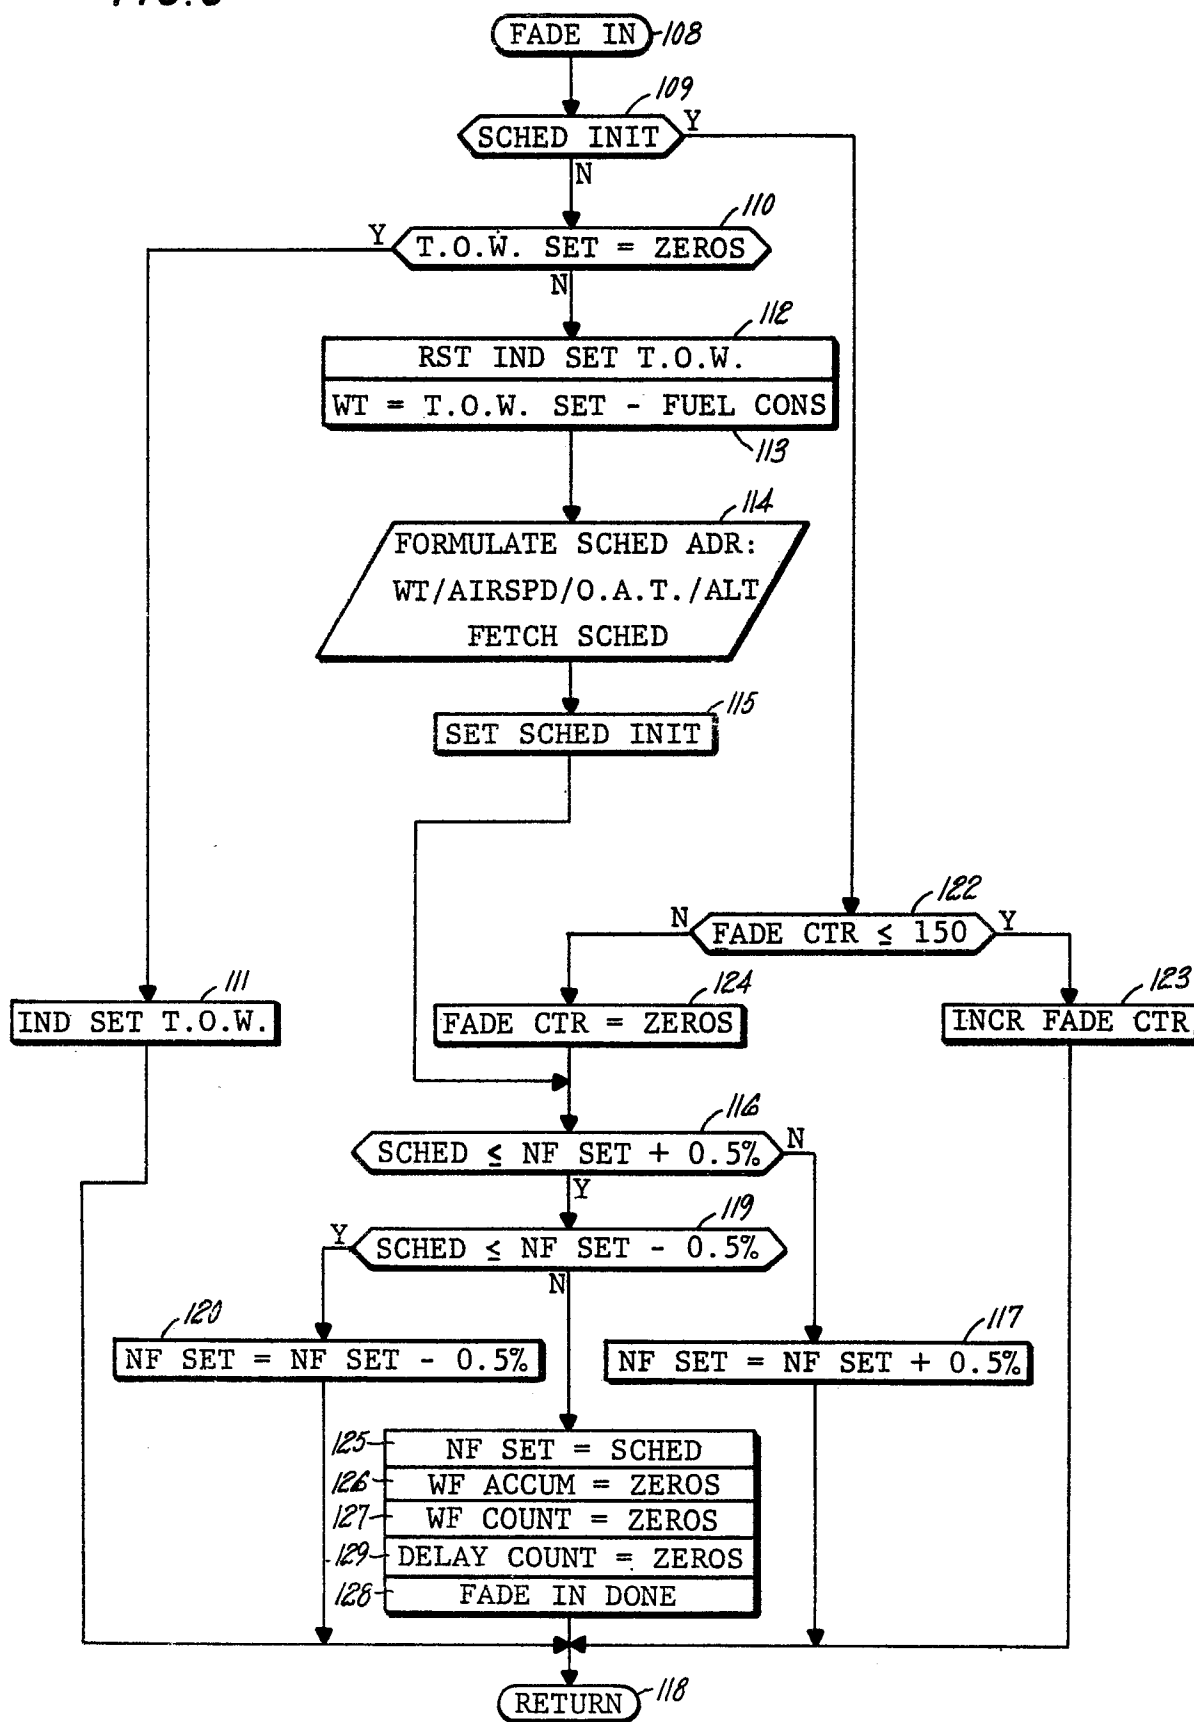 FADE IN 108
109
SCHED INIT Y
N
110
Y T.O.W. SET = ZEROS
N
112
RST IND SET T.O.W.
WT = T.O.W. SET - FUEL CONS
113
114
FORMULATE SCHED ADR:
WT/AIRSPD/O.A.T./ALT
FETCH SCHED
115
SET SCHED INIT
122
N FADE CTR ≤ 150 Y
111 124 123
IND SET T.O.W. FADE CTR = ZEROS INCR FADE CTR
116
SCHED ≤ NF SET + 0.5% N
Y
119
Y SCHED ≤ NF SET - 0.5%
N
120 117
NF SET = NF SET - 0.5% NF SET = NF SET + 0.5%
125 NF SET = SCHED
126 WF ACCUM = ZEROS
127 WF COUNT = ZEROS
129 DELAY COUNT = ZEROS
128 FADE IN DONE
RETURN 118